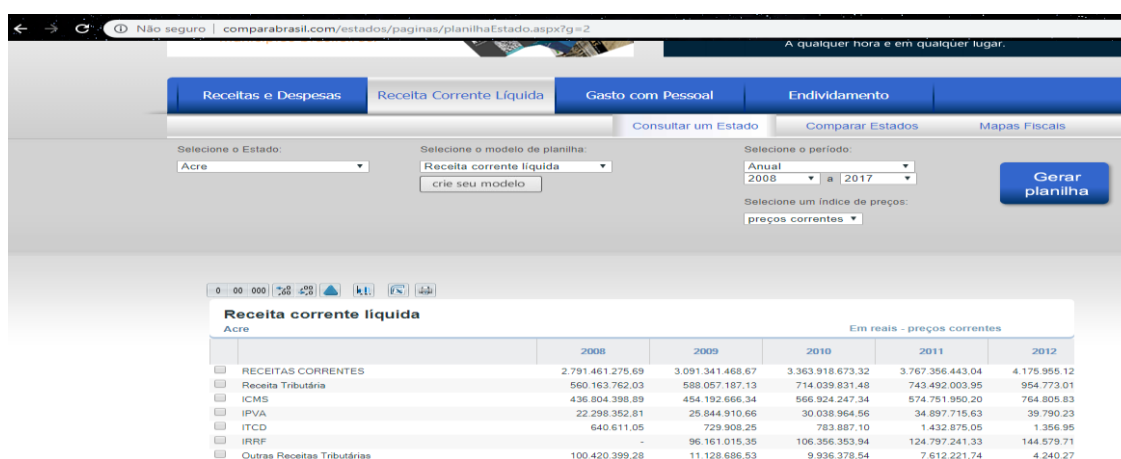 Não seguro | comparabrasil.com/estados/paginas/planilhaEstado.aspx?g=2
A qualquer hora e em qualquer lugar.
Receitas e Despesas Receita Corrente Líquida Gasto com Pessoal Endividamento
Consultar um Estado Comparar Estados Mapas Fiscais
Selecione o Estado: Selecione o modelo de planilha: Selecione o período:
Acre Receita corrente líquida Anual
crie seu modelo 2008 a 2017
Gerar planilha
Selecione um índice de preços:
preços correntes
0 00 000
Receita corrente líquida
Acre Em reais - preços correntes
2008 2009 2010 2011 2012
RECEITAS CORRENTES 2.791.461.275,69 3.091.341.468,67 3.363.918.673,32 3.767.356.443,04 4.175.955.12
Receita Tributária 560.163.762,03 588.057.187,13 714.039.831,48 743.492.003,95 954.773.01
ICMS 436.804.398,89 454.192.666,34 566.924.247,34 574.751.950,20 764.805.83
IPVA 22.298.352,81 25.844.910,66 30.038.964,56 34.897.715,63 39.790.23
ITCD 640.611,05 729.908,25 783.887,10 1.432.875,05 1.356.95
IRRF - 96.161.015,35 106.356.353,94 124.797.241,33 144.579.71
Outras Receitas Tributárias 100.420.399,28 11.128.686,53 9.936.378,54 7.612.221,74 4.240.27